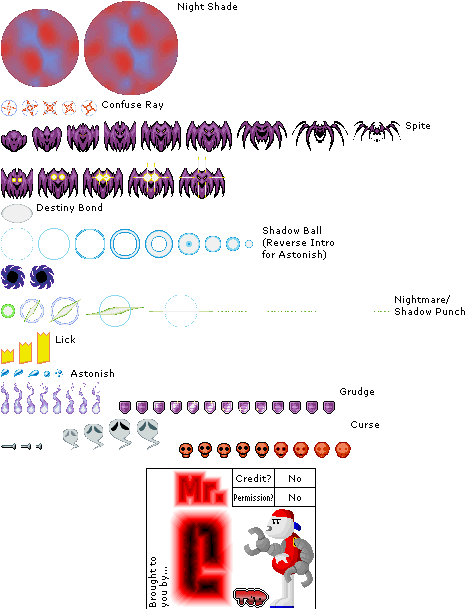 Night Shade
Confuse Ray
Spite
Destiny Bond
Shadow Ball
(Reverse Intro
for Astonish)
Nightmare/
Shadow Punch
Lick
Astonish
Grudge
Curse
Mr.
C
Credit? No
Permission? No
Brought to
you by...